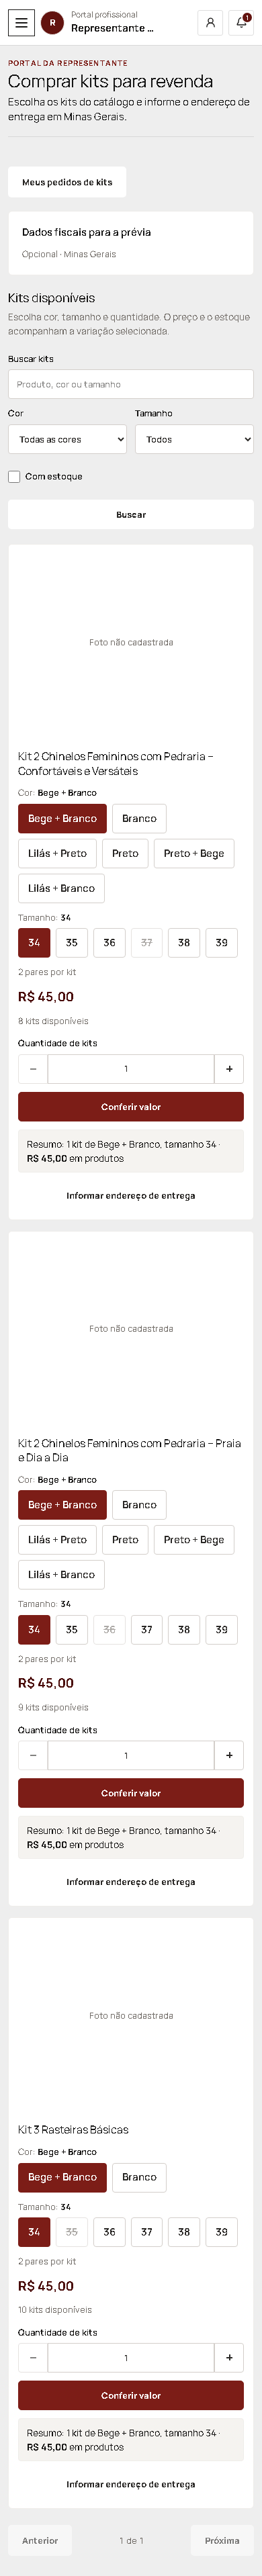 R
Portal profissional
Representante ...
1
PORTAL DA REPRESENTANTE
Comprar kits para revenda
Escolha os kits do catálogo e informe o endereço de
entrega em Minas Gerais.
Meus pedidos de kits
Dados fiscais para a prévia
Opcional · Minas Gerais
Kits disponíveis
Escolha cor, tamanho e quantidade. O preço e o estoque
acompanham a variação selecionada.
Buscar kits
Produto, cor ou tamanho
Cor Tamanho
Todas as cores Todos
Com estoque
Buscar
Foto não cadastrada
Kit 2 Chinelos Femininos com Pedraria –
Confortáveis e Versáteis
Cor: Bege + Branco
Bege + Branco Branco
Lilás + Preto Preto Preto + Bege
Lilás + Branco
Tamanho: 34
34 35 36 37 38 39
2 pares por kit
R$ 45,00
8 kits disponíveis
Quantidade de kits
− 1 +
Conferir valor
Resumo: 1 kit de Bege + Branco, tamanho 34 ·
R$ 45,00 em produtos
Informar endereço de entrega
Foto não cadastrada
Kit 2 Chinelos Femininos com Pedraria – Praia
e Dia a Dia
Cor: Bege + Branco
Bege + Branco Branco
Lilás + Preto Preto Preto + Bege
Lilás + Branco
Tamanho: 34
34 35 36 37 38 39
2 pares por kit
R$ 45,00
9 kits disponíveis
Quantidade de kits
− 1 +
Conferir valor
Resumo: 1 kit de Bege + Branco, tamanho 34 ·
R$ 45,00 em produtos
Informar endereço de entrega
Foto não cadastrada
Kit 3 Rasteiras Básicas
Cor: Bege + Branco
Bege + Branco Branco
Tamanho: 34
34 35 36 37 38 39
2 pares por kit
R$ 45,00
10 kits disponíveis
Quantidade de kits
− 1 +
Conferir valor
Resumo: 1 kit de Bege + Branco, tamanho 34 ·
R$ 45,00 em produtos
Informar endereço de entrega
Anterior 1 de 1 Próxima